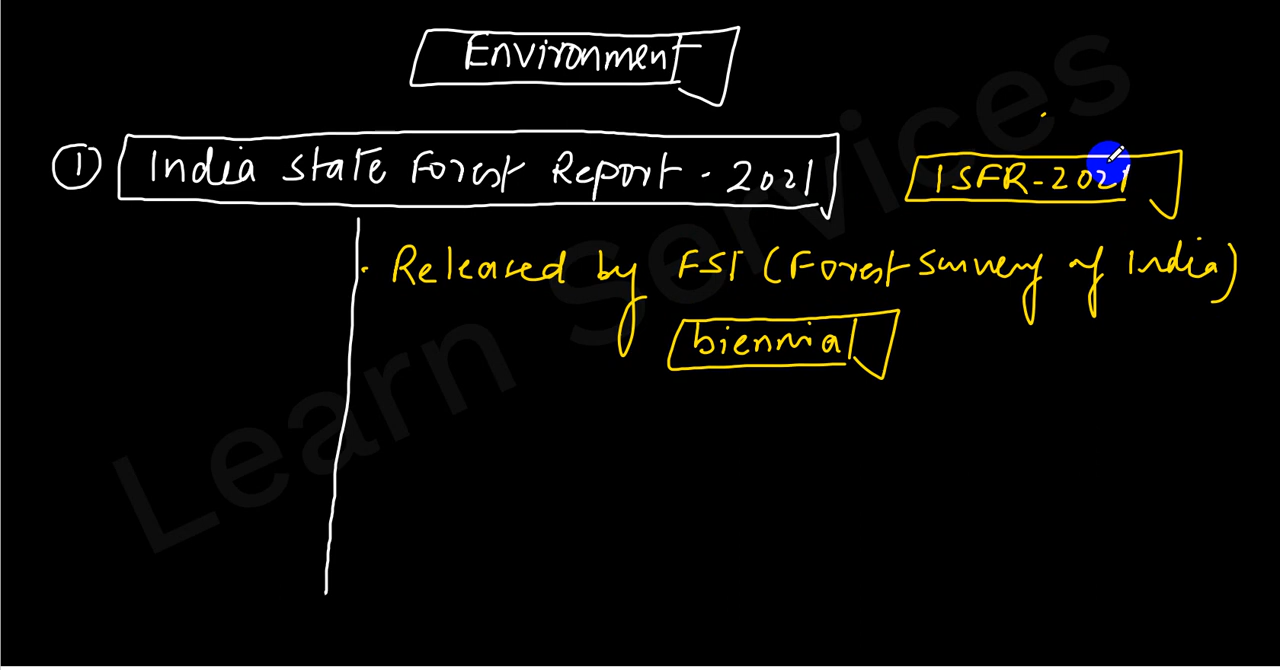 Environment
① India State Forest Report - 2021
ISFR-2021
. Released by FSI (Forest Survey of India)
biennial
Learn Services